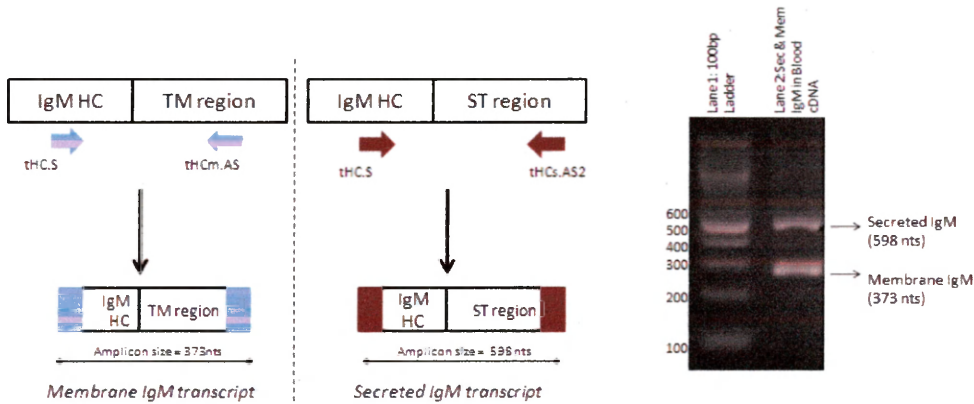 IgM HC
TM region
tHC.S
tHCm.AS
IgM
HC
TM region
Amplicon size = 373nts
Membrane IgM transcript
IgM HC
ST region
tHC.S
tHCs.AS2
IgM
HC
ST region
Amplicon size = 598nts
Secreted IgM transcript
Lane 1: 100bp
Ladder
Lane 2: Sec & Mem
IgM in Blood
cDNA
600
500
400
300
200
100
Secreted IgM
(598 nts)
Membrane IgM
(373 nts)